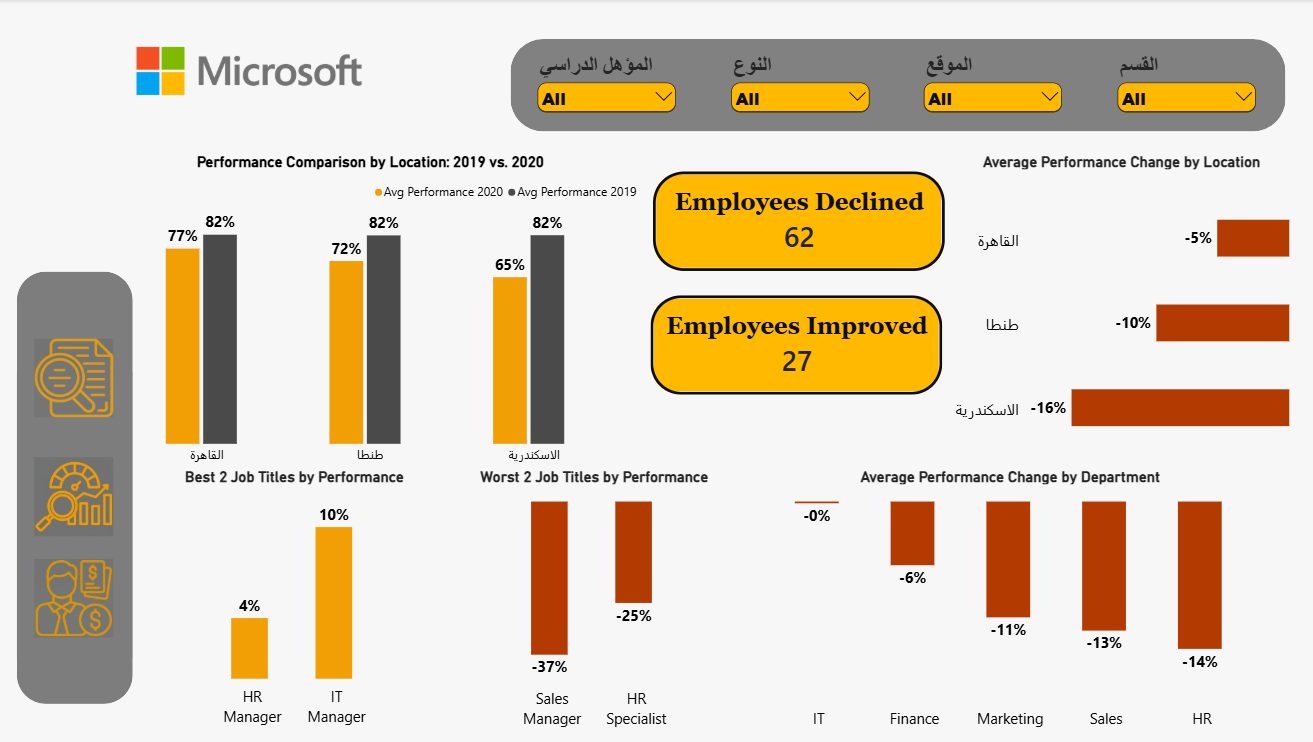 Microsoft
المؤهل الدراسي
النوع
الموقع
القسم
All
All
All
All
Performance Comparison by Location: 2019 vs. 2020
Avg Performance 2020 Avg Performance 2019
77%
82%
72%
82%
65%
82%
القاهرة
طنطا
الاسكندرية
Employees Declined
62
Employees Improved
27
Average Performance Change by Location
القاهرة
-5%
طنطا
-10%
الاسكندرية
-16%
Best 2 Job Titles by Performance
4%
10%
HR
Manager
IT
Manager
Worst 2 Job Titles by Performance
-37%
-25%
Sales
Manager
HR
Specialist
Average Performance Change by Department
-0%
-6%
-11%
-13%
-14%
IT
Finance
Marketing
Sales
HR